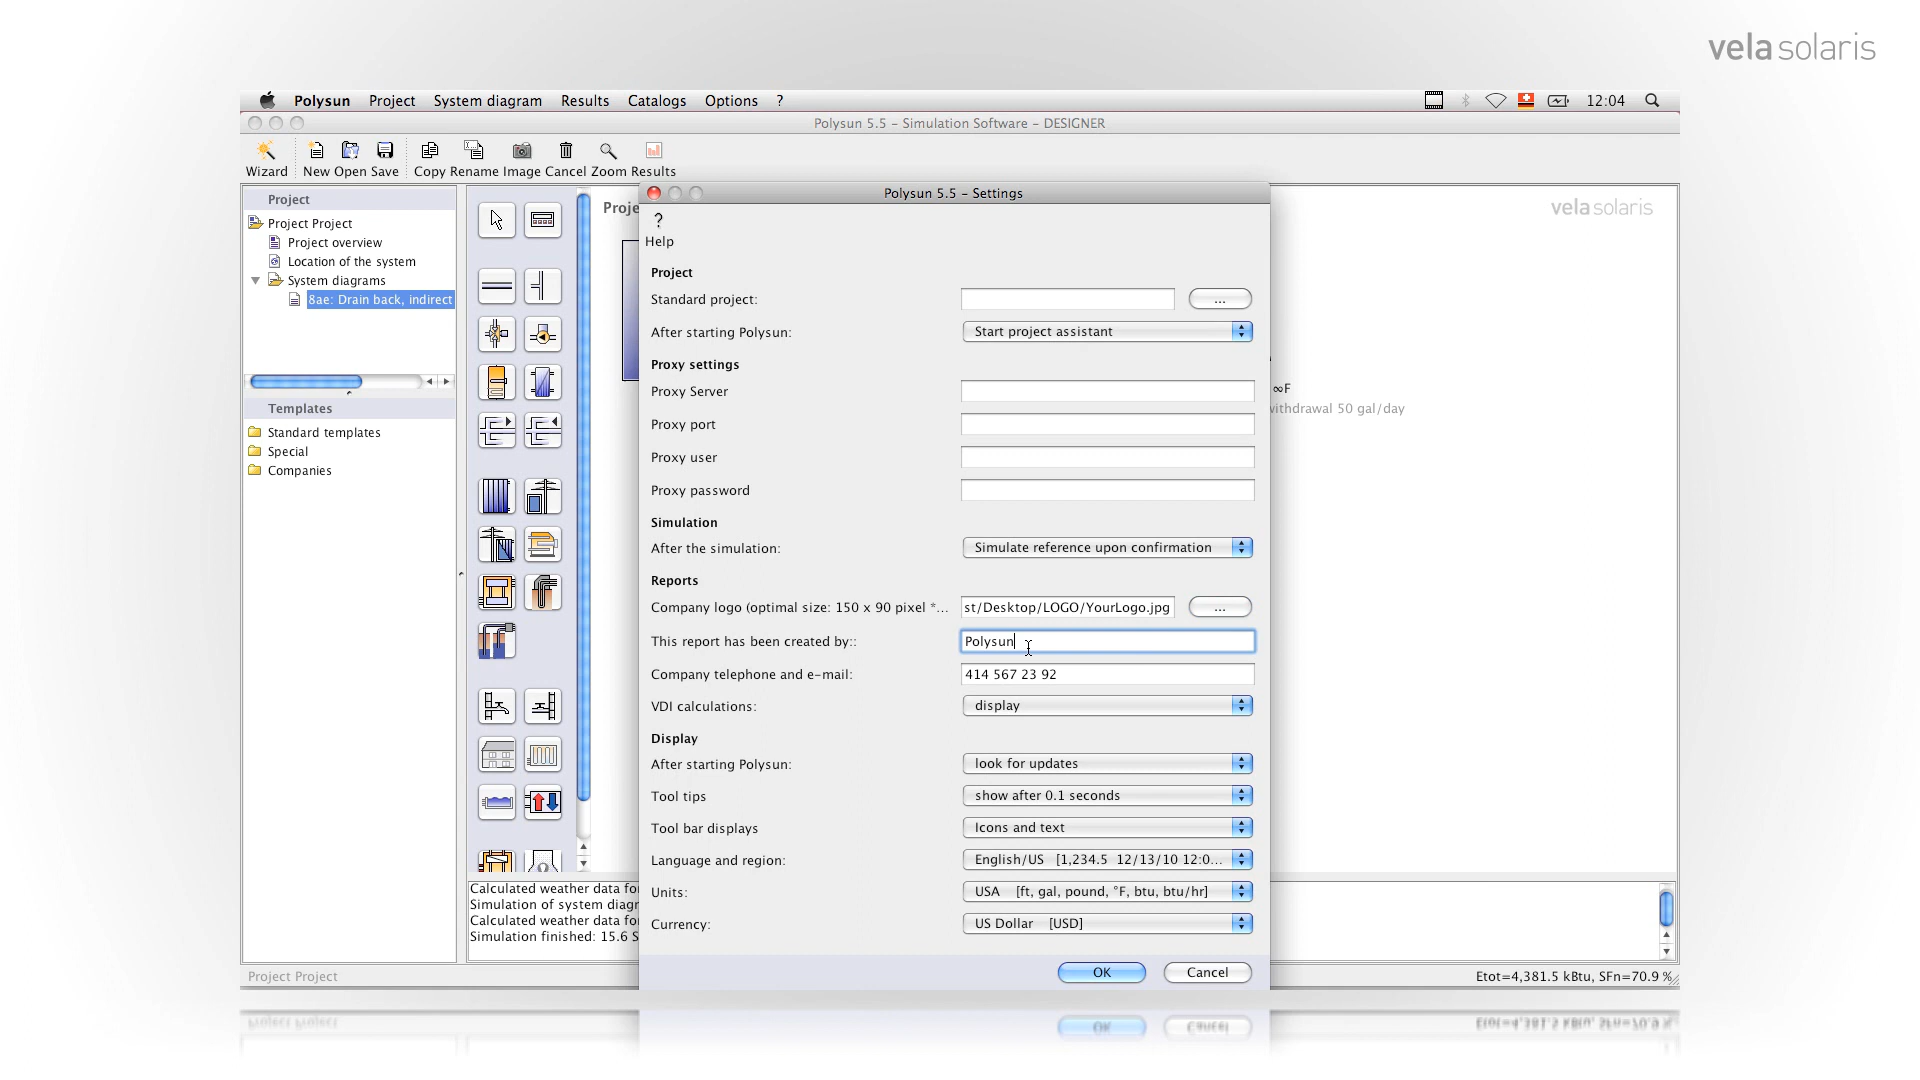 vela solaris
Polysun Project System diagram Results Catalogs Options ? 12:04
Polysun 5.5 – Simulation Software – DESIGNER
Wizard New Open Save Copy Rename Image Cancel Zoom Results
Project
Project Project
Project overview
Location of the system
System diagrams
8ae: Drain back, indirect
Templates
Standard templates
Special
Companies
Proje
vela solaris
∞F
withdrawal 50 gal/day
Polysun 5.5 – Settings
?
Help
Project
Standard project: ...
After starting Polysun: Start project assistant
Proxy settings
Proxy Server
Proxy port
Proxy user
Proxy password
Simulation
After the simulation: Simulate reference upon confirmation
Reports
Company logo (optimal size: 150 x 90 pixel *... st/Desktop/LOGO/YourLogo.jpg ...
This report has been created by:: Polysun
Company telephone and e-mail: 414 567 23 92
VDI calculations: display
Display
After starting Polysun: look for updates
Tool tips show after 0.1 seconds
Tool bar displays Icons and text
Language and region: English/US [1,234.5 12/13/10 12:0...
Units: USA [ft, gal, pound, °F, btu, btu/hr]
Currency: US Dollar [USD]
OK Cancel
Calculated weather data fo
Simulation of system diagr
Calculated weather data fo
Simulation finished: 15.6 S
Project Project
Etot=4,381.5 kBtu, SFn=70.9 %